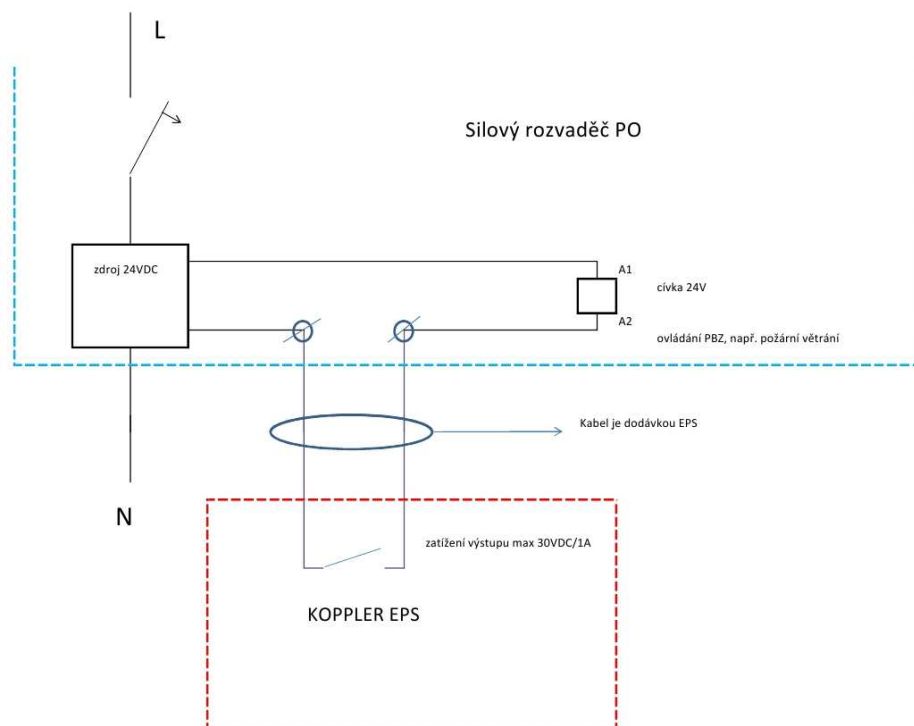 L
Silový rozvaděč PO
zdroj 24VDC
A1
cívka 24V
A2
ovládání PBZ, např. požární větrání
Kabel je dodávkou EPS
N
zatížení výstupu max 30VDC/1A
KOPPLER EPS